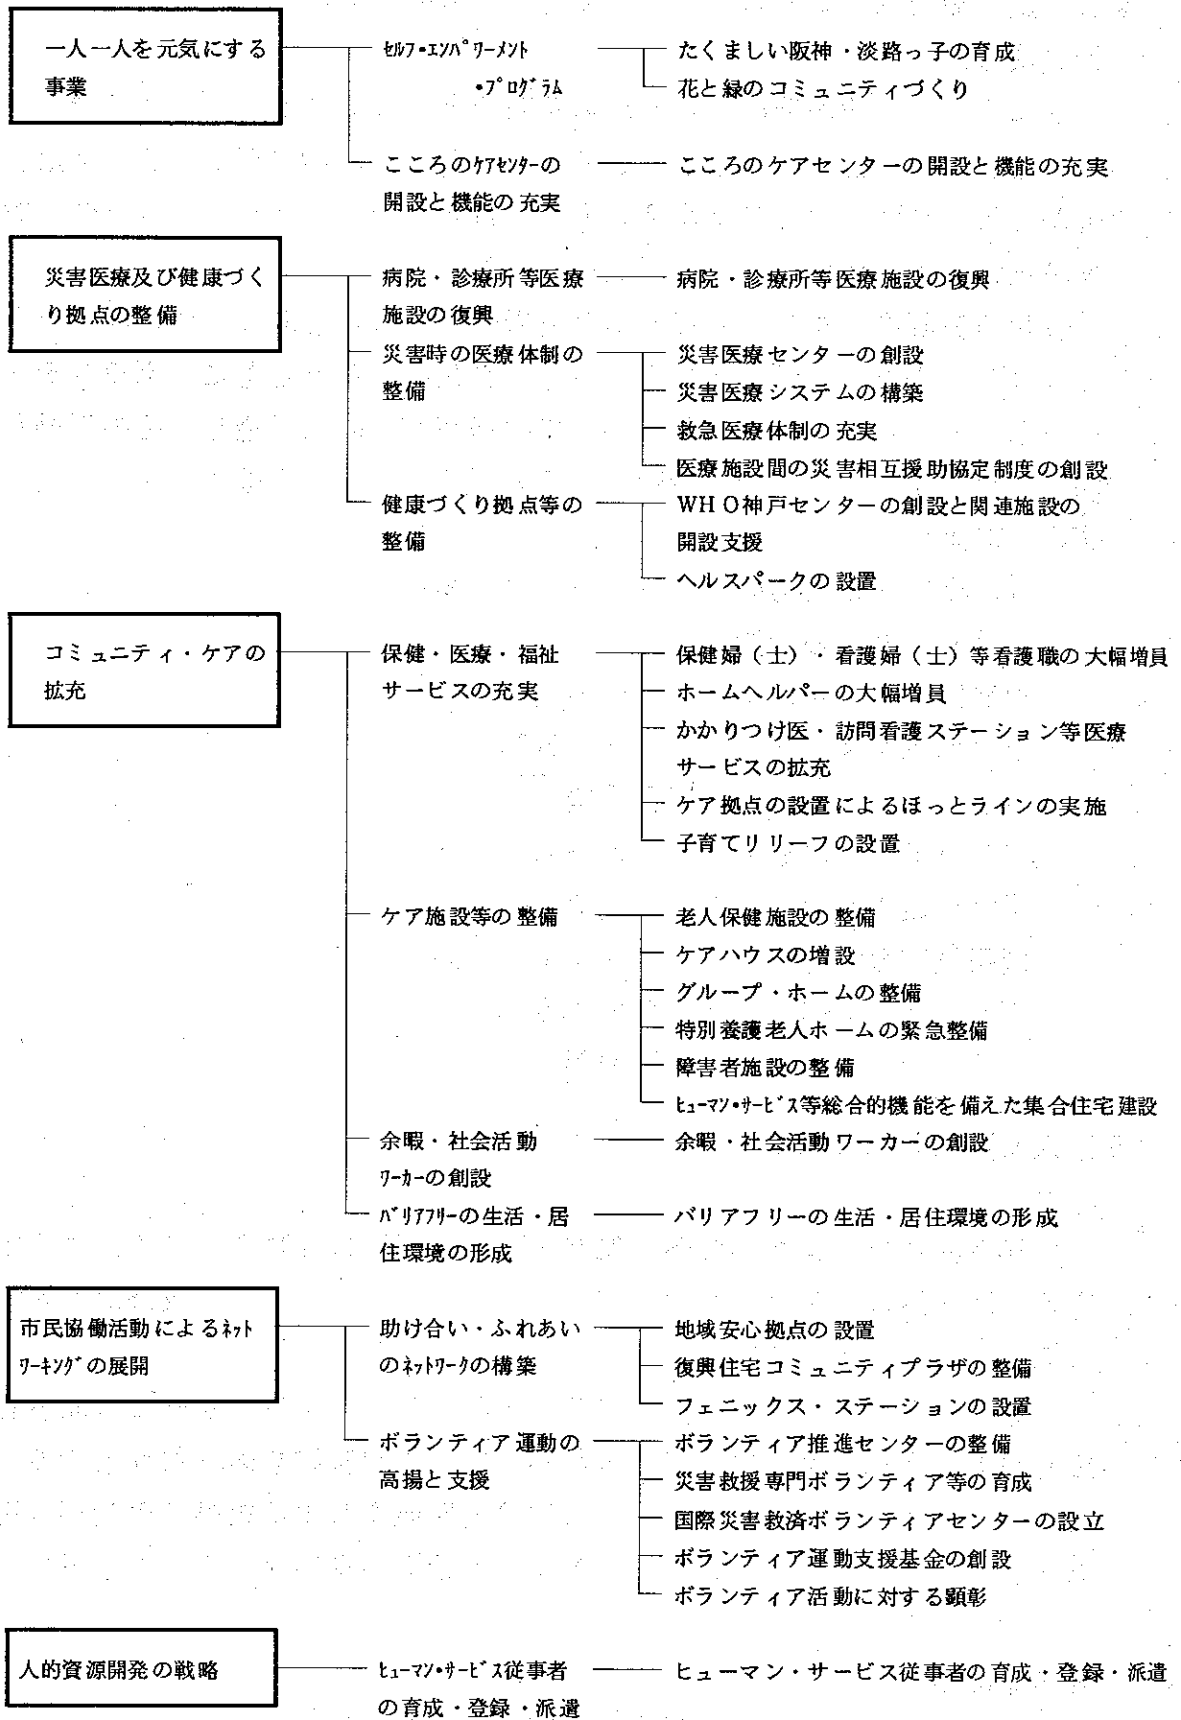 一人一人を元気にする
事業
ｾﾙﾌ・ｴﾝﾊﾟﾜｰﾒﾝﾄ
・ﾌﾟﾛｸﾞﾗﾑ
たくましい阪神・淡路っ子の育成
花と緑のコミュニティづくり
こころのｹｱｾﾝﾀｰの
開設と機能の充実
こころのケアセンターの開設と機能の充実
災害医療及び健康づく
り拠点の整備
病院・診療所等医療
施設の復興
病院・診療所等医療施設の復興
災害時の医療体制の
整備
災害医療センターの創設
災害医療システムの構築
救急医療体制の充実
医療施設間の災害相互援助協定制度の創設
健康づくり拠点等の
整備
WHO神戸センターの創設と関連施設の
開設支援
ヘルスパークの設置
コミュニティ・ケアの
拡充
保健・医療・福祉
サービスの充実
保健婦（士）・看護婦（士）等看護職の大幅増員
ホームヘルパーの大幅増員
かかりつけ医・訪問看護ステーション等医療
サービスの拡充
ケア拠点の設置によるほっとラインの実施
子育てリリーフの設置
ケア施設等の整備
老人保健施設の整備
ケアハウスの増設
グループ・ホームの整備
特別養護老人ホームの緊急整備
障害者施設の整備
ﾋｭｰﾏﾝ・ｻｰﾋﾞｽ等総合的機能を備えた集合住宅建設
余暇・社会活動
ﾜｰｶｰの創設
余暇・社会活動ワーカーの創設
ﾊﾞﾘｱﾌﾘｰの生活・居
住環境の形成
バリアフリーの生活・居住環境の形成
市民協働活動によるﾈｯﾄ
ﾜｰｷﾝｸﾞの展開
助け合い・ふれあい
のﾈｯﾄﾜｰｸの構築
地域安心拠点の設置
復興住宅コミュニティプラザの整備
フェニックス・ステーションの設置
ボランティア運動の
高揚と支援
ボランティア推進センターの整備
災害救援専門ボランティア等の育成
国際災害救済ボランティアセンターの設立
ボランティア運動支援基金の創設
ボランティア活動に対する顕彰
人的資源開発の戦略
ﾋｭｰﾏﾝ・ｻｰﾋﾞｽ従事者
の育成・登録・派遣
ヒューマン・サービス従事者の育成・登録・派遣